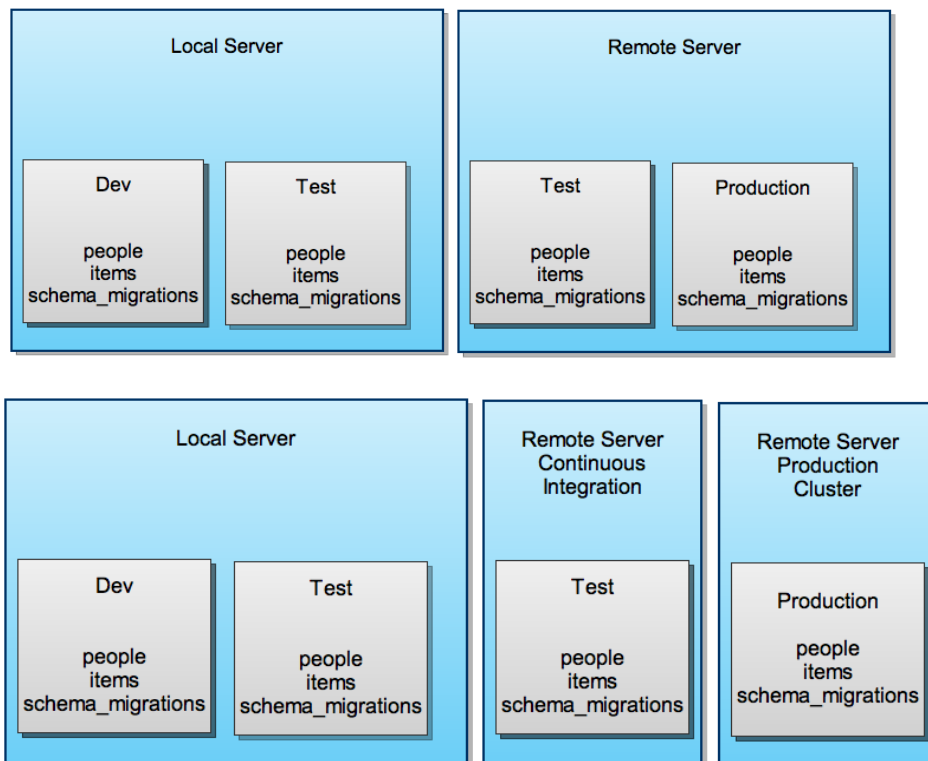 Local Server
Dev
people
items
schema_migrations
Test
people
items
schema_migrations
Remote Server
Test
people
items
schema_migrations
Production
people
items
schema_migrations
Local Server
Dev
people
items
schema_migrations
Test
people
items
schema_migrations
Remote Server
Continuous
Integration
Test
people
items
schema_migrations
Remote Server
Production
Cluster
Production
people
items
schema_migrations